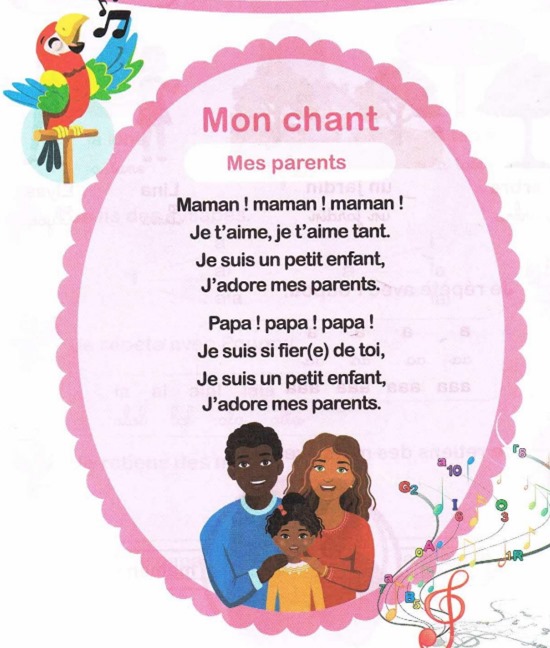 Mon chant
Mes parents
Maman ! maman ! maman !
Je t'aime, je t'aime tant.
Je suis un petit enfant,
J'adore mes parents.
Papa ! papa ! papa !
Je suis si fier(e) de toi,
Je suis un petit enfant,
J'adore mes parents.